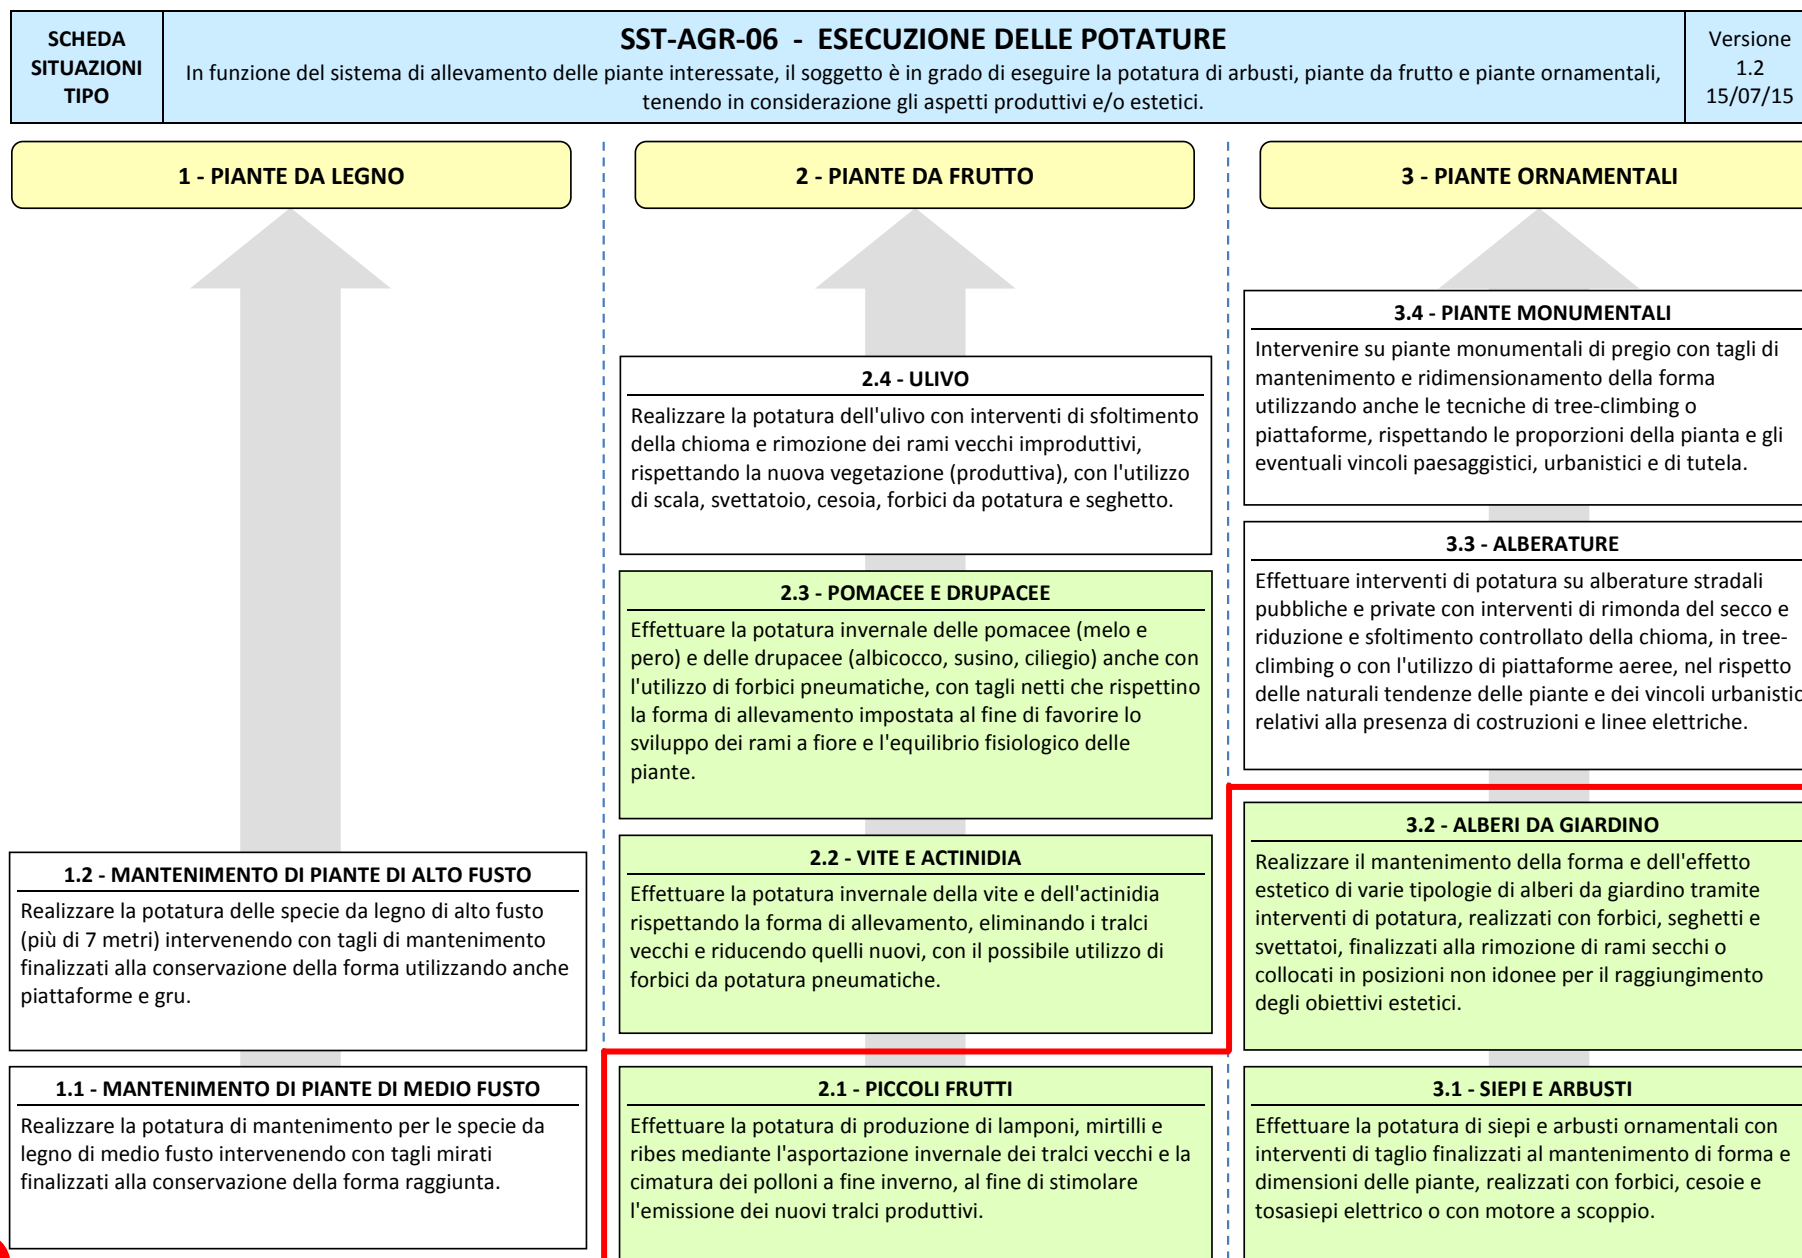 SCHEDA
SITUAZIONI
TIPO
SST-AGR-06 - ESECUZIONE DELLE POTATURE
In funzione del sistema di allevamento delle piante interessate, il soggetto è in grado di eseguire la potatura di arbusti, piante da frutto e piante ornamentali,
tenendo in considerazione gli aspetti produttivi e/o estetici.
Versione
1.2
15/07/15
1 - PIANTE DA LEGNO
1.2 - MANTENIMENTO DI PIANTE DI ALTO FUSTO
Realizzare la potatura delle specie da legno di alto fusto
(più di 7 metri) intervenendo con tagli di mantenimento
finalizzati alla conservazione della forma utilizzando anche
piattaforme e gru.
1.1 - MANTENIMENTO DI PIANTE DI MEDIO FUSTO
Realizzare la potatura di mantenimento per le specie da
legno di medio fusto intervenendo con tagli mirati
finalizzati alla conservazione della forma raggiunta.
2 - PIANTE DA FRUTTO
2.4 - ULIVO
Realizzare la potatura dell'ulivo con interventi di sfoltimento
della chioma e rimozione dei rami vecchi improduttivi,
rispettando la nuova vegetazione (produttiva), con l'utilizzo
di scala, svettatoio, cesoia, forbici da potatura e seghetto.
2.3 - POMACEE E DRUPACEE
Effettuare la potatura invernale delle pomacee (melo e
pero) e delle drupacee (albicocco, susino, ciliegio) anche con
l'utilizzo di forbici pneumatiche, con tagli netti che rispettino
la forma di allevamento impostata al fine di favorire lo
sviluppo dei rami a fiore e l'equilibrio fisiologico delle
piante.
2.2 - VITE E ACTINIDIA
Effettuare la potatura invernale della vite e dell'actinidia
rispettando la forma di allevamento, eliminando i tralci
vecchi e riducendo quelli nuovi, con il possibile utilizzo di
forbici da potatura pneumatiche.
2.1 - PICCOLI FRUTTI
Effettuare la potatura di produzione di lamponi, mirtilli e
ribes mediante l'asportazione invernale dei tralci vecchi e la
cimatura dei polloni a fine inverno, al fine di stimolare
l'emissione dei nuovi tralci produttivi.
3 - PIANTE ORNAMENTALI
3.4 - PIANTE MONUMENTALI
Intervenire su piante monumentali di pregio con tagli di
mantenimento e ridimensionamento della forma
utilizzando anche le tecniche di tree-climbing o
piattaforme, rispettando le proporzioni della pianta e gli
eventuali vincoli paesaggistici, urbanistici e di tutela.
3.3 - ALBERATURE
Effettuare interventi di potatura su alberature stradali
pubbliche e private con interventi di rimonda del secco e
riduzione e sfoltimento controllato della chioma, in tree-
climbing o con l'utilizzo di piattaforme aeree, nel rispetto
delle naturali tendenze delle piante e dei vincoli urbanistic
relativi alla presenza di costruzioni e linee elettriche.
3.2 - ALBERI DA GIARDINO
Realizzare il mantenimento della forma e dell'effetto
estetico di varie tipologie di alberi da giardino tramite
interventi di potatura, realizzati con forbici, seghetti e
svettatoi, finalizzati alla rimozione di rami secchi o
collocati in posizioni non idonee per il raggiungimento
degli obiettivi estetici.
3.1 - SIEPI E ARBUSTI
Effettuare la potatura di siepi e arbusti ornamentali con
interventi di taglio finalizzati al mantenimento di forma e
dimensioni delle piante, realizzati con forbici, cesoie e
tosasiepi elettrico o con motore a scoppio.